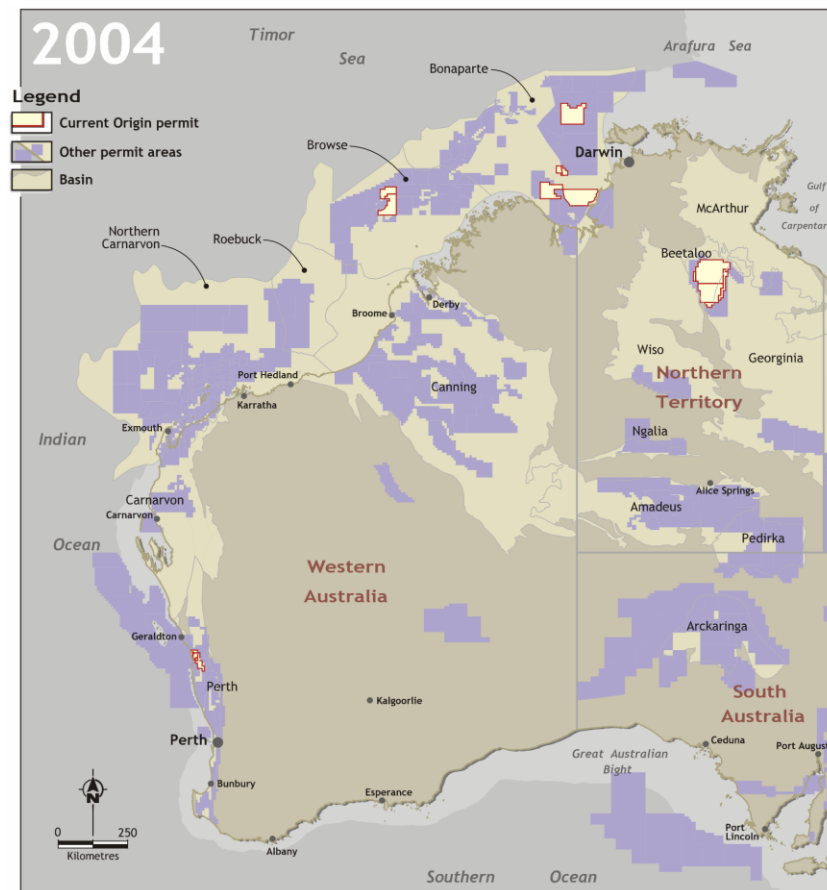 2004
Timor
Sea
Arafura Sea
Bonaparte
Legend
Current Origin permit
Other permit areas
Basin
Browse
Darwin
McArthur
Gulf
of
Carpentar
Northern
Carnarvon
Roebuck
Beetaloo
Broome
Derby
Wiso
Georginia
Northern
Territory
Port Hedland
Karratha
Canning
Exmouth
Indian
Ngalia
Alice Springs
Amadeus
Carnarvon
Carnarvon
Pedirka
Ocean
Western
Australia
Geraldton
Arckaringa
Perth
Kalgoorlie
South
Australia
Perth
Ceduna
Port August
Great Australian
Bight
Bunbury
Esperance
N
0 250
Kilometres
Albany
Port
Lincoln
Southern Ocean